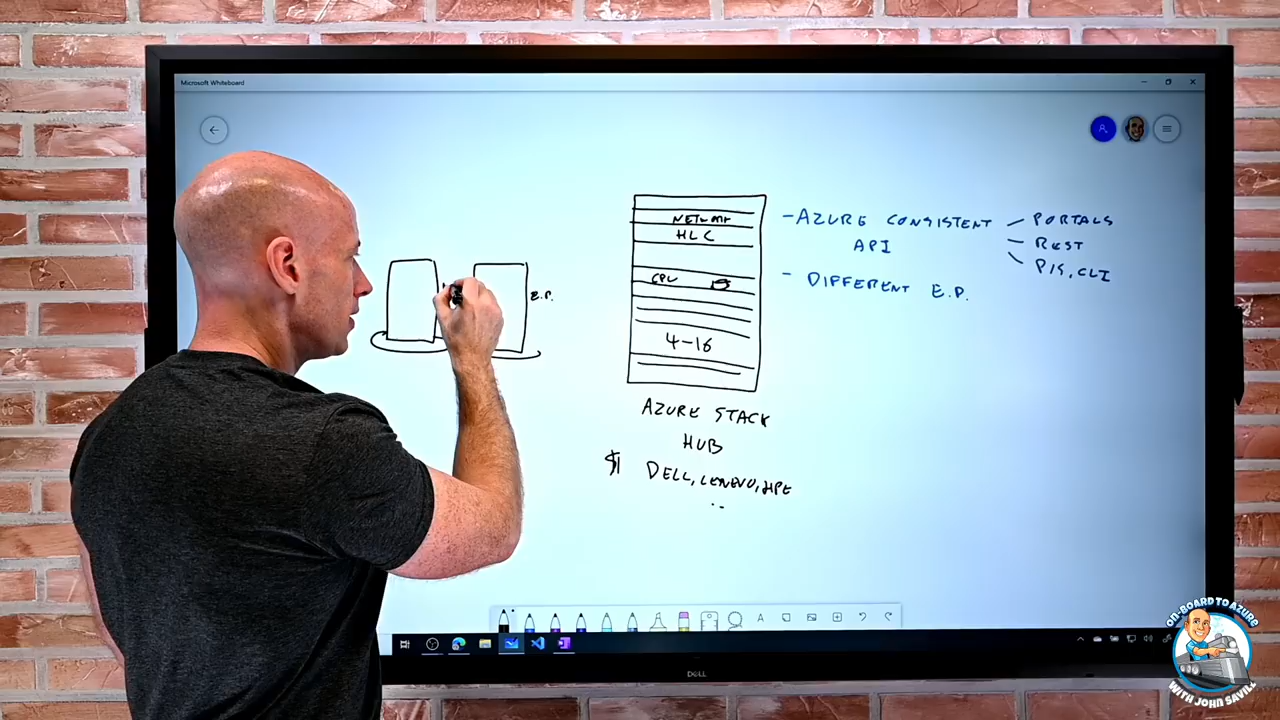 Microsoft Whiteboard
E.P.
NETWORK
HLC
CPU
4-16
AZURE STACK
HUB
$ DELL, LENOVO, HPE
..
- AZURE CONSISTENT
API
- PORTALS
- REST
- P/S, CLI
- DIFFERENT E.P.
DELL
ON-BOARD TO AZURE
WITH JOHN SAVILL